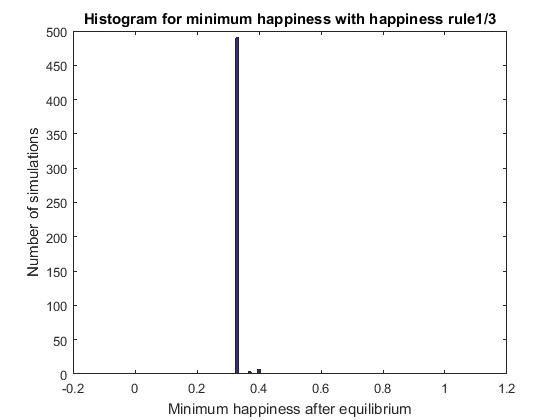 Histogram for minimum happiness with happiness rule1/3
500
450
400
350
300
250
200
150
100
50
0
Number of simulations
-0.2 0 0.2 0.4 0.6 0.8 1 1.2
Minimum happiness after equilibrium